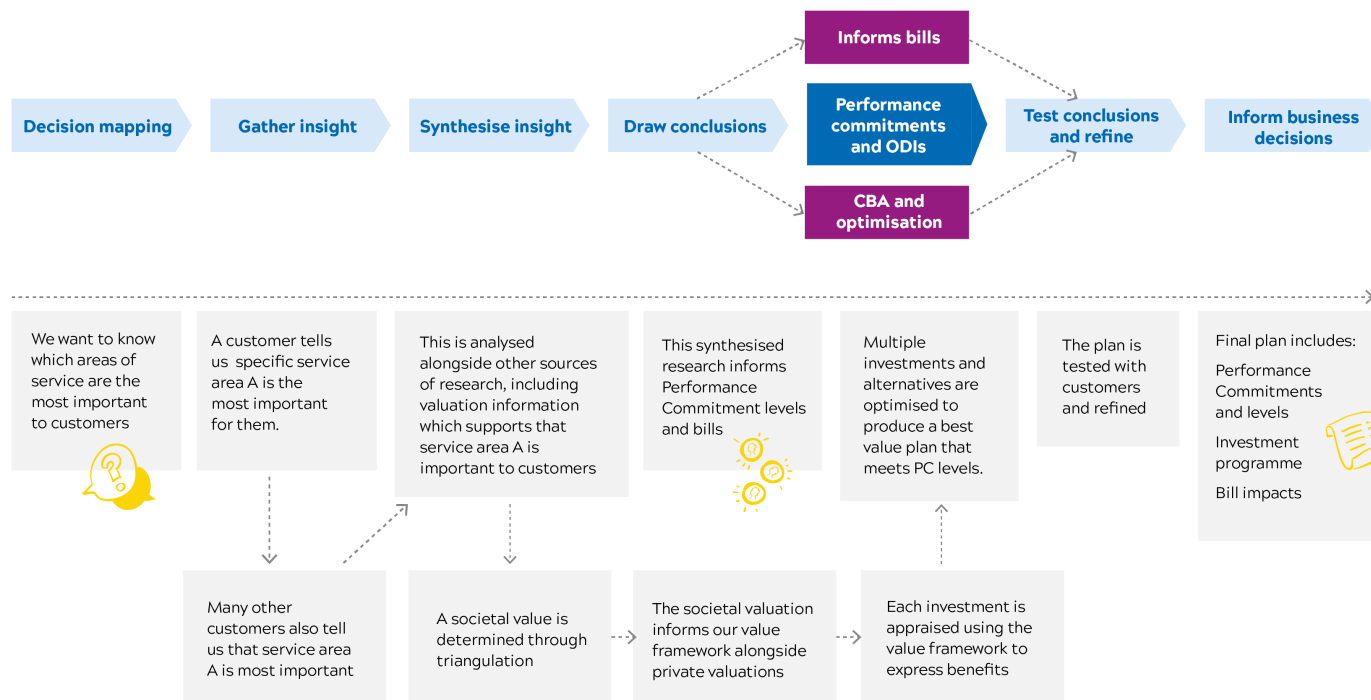 Informs bills
Decision mapping
Gather insight
Synthesise insight
Draw conclusions
Performance
commitments
and ODIs
Test conclusions
and refine
Inform business
decisions
CBA and
optimisation
We want to know
which areas of
service are the
most important
to customers
A customer tells
us specific service
area A is the
most important
for them.
This is analysed
alongside other sources
of research, including
valuation information
which supports that
service area A is
important to customers
This synthesised
research informs
Performance
Commitment levels
and bills
Multiple
investments and
alternatives are
optimised to
produce a best
value plan that
meets PC levels.
The plan is
tested with
customers
and refined
Final plan includes:
Performance
Commitments
and levels
Investment
programme
Bill impacts
Many other
customers also tell
us that service area
A is most important
A societal value is
determined through
triangulation
The societal valuation
informs our value
framework alongside
private valuations
Each investment is
appraised using the
value framework to
express benefits